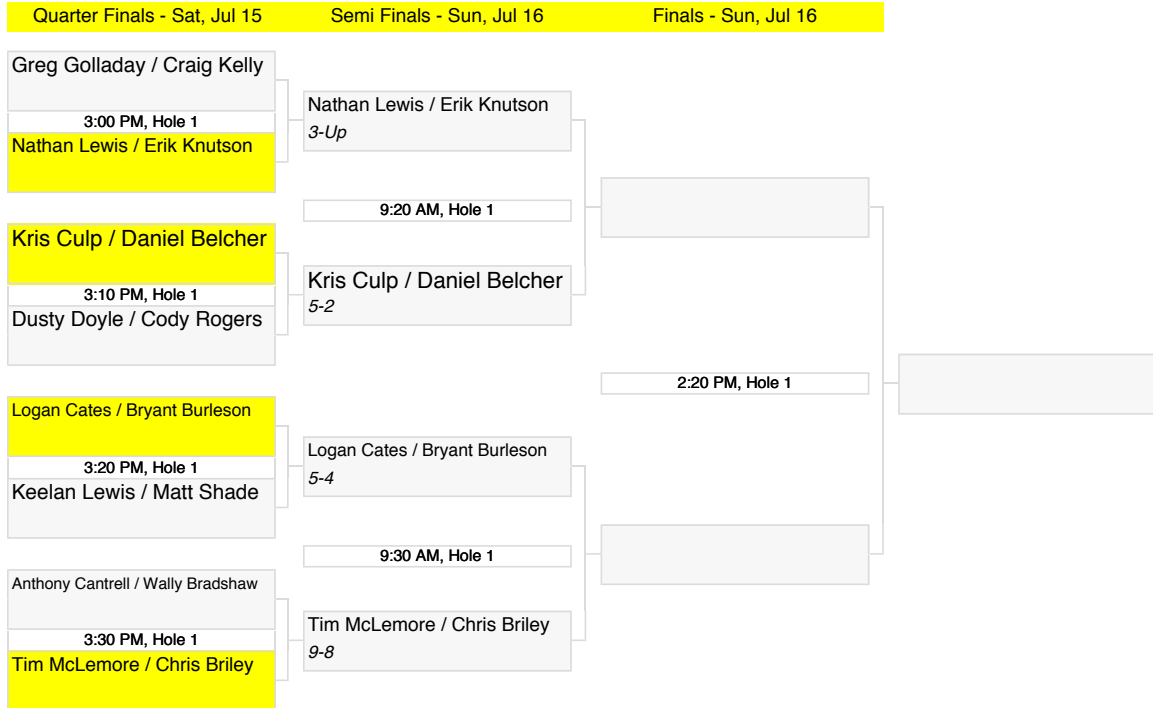 Quarter Finals - Sat, Jul 15
Semi Finals - Sun, Jul 16
Finals - Sun, Jul 16
Greg Golladay / Craig Kelly
3:00 PM, Hole 1
Nathan Lewis / Erik Knutson
Kris Culp / Daniel Belcher
3:10 PM, Hole 1
Dusty Doyle / Cody Rogers
Logan Cates / Bryant Burleson
3:20 PM, Hole 1
Keelan Lewis / Matt Shade
Anthony Cantrell / Wally Bradshaw
3:30 PM, Hole 1
Tim McLemore / Chris Briley
Nathan Lewis / Erik Knutson
3-Up
9:20 AM, Hole 1
Kris Culp / Daniel Belcher
5-2
Logan Cates / Bryant Burleson
5-4
9:30 AM, Hole 1
Tim McLemore / Chris Briley
9-8
2:20 PM, Hole 1